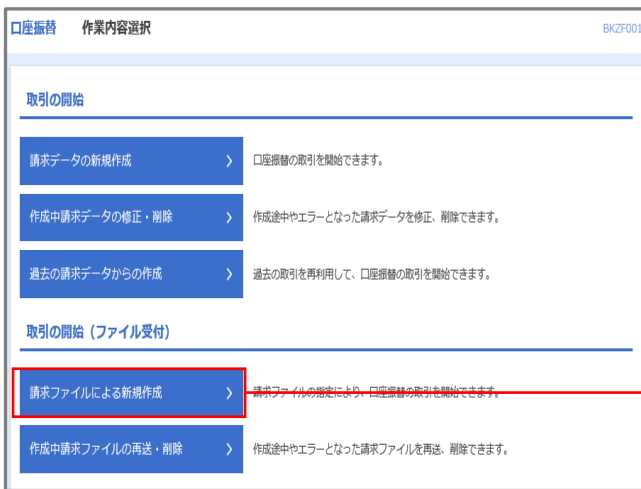 口座振替 作業内容選択 BKZF001
取引の開始
請求データの新規作成 口座振替の取引を開始できます。
作成中請求データの修正・削除 作成途中やエラーとなった請求データを修正、削除できます。
過去の請求データからの作成 過去の取引を再利用して、口座振替の取引を開始できます。
取引の開始（ファイル受付）
請求ファイルによる新規作成 請求ファイルの指定により、口座振替の取引を開始できます。
作成中請求ファイルの再送・削除 作成途中やエラーとなった請求ファイルを再送、削除できます。